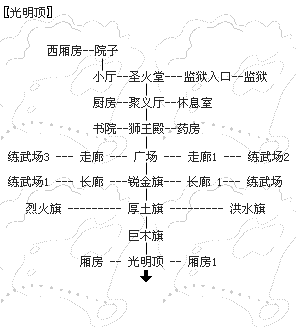 〖光明顶〗
西厢房--院子
小厅--圣火堂---监狱入口--监狱
厨房--聚义厅--休息室
书院--狮王殿--药房
练武场3 --- 走廊 --- 广场 --- 走廊1 --- 练武场2
练武场1 --- 长廊 --- 锐金旗 --- 长廊 1--- 练武场
烈火旗 --------- 厚土旗 --------- 洪水旗
巨木旗
厢房 -- 光明顶 -- 厢房1